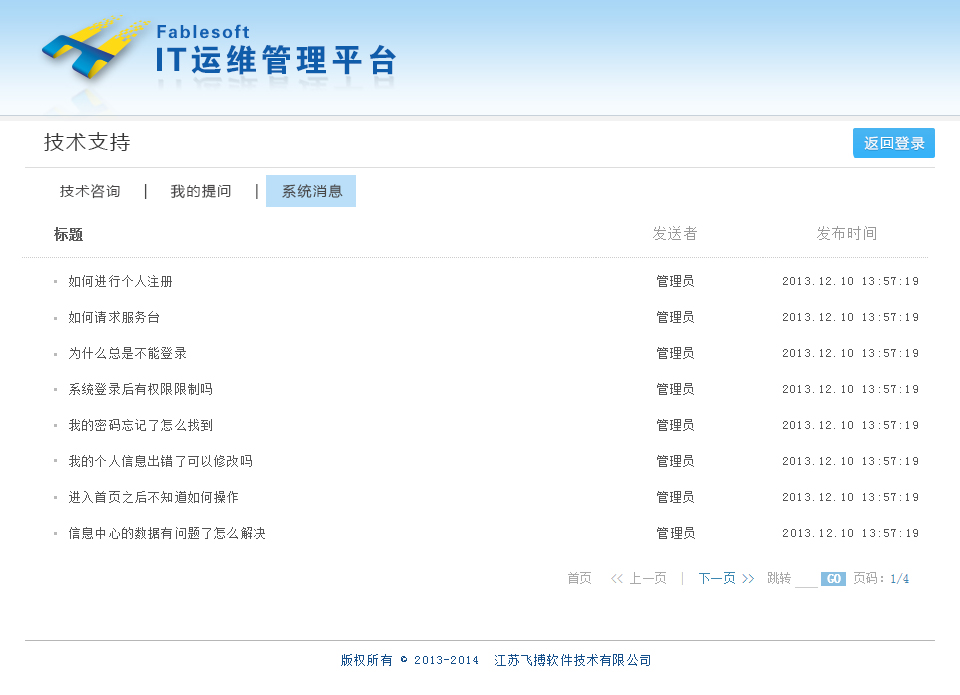 Fablesoft
IT运维管理平台
技术支持 返回登录
技术咨询 | 我的提问 | 系统消息
标题 发送者 发布时间
如何进行个人注册 管理员 2013.12.10 13:57:19
如何请求服务台 管理员 2013.12.10 13:57:19
为什么总是不能登录 管理员 2013.12.10 13:57:19
系统登录后有权限限制吗 管理员 2013.12.10 13:57:19
我的密码忘记了怎么找到 管理员 2013.12.10 13:57:19
我的个人信息出错了可以修改吗 管理员 2013.12.10 13:57:19
进入首页之后不知道如何操作 管理员 2013.12.10 13:57:19
信息中心的数据有问题了怎么解决 管理员 2013.12.10 13:57:19
首页 << 上一页 | 下一页 >> 跳转 ___ GO 页码：1/4
版权所有 © 2013-2014 江苏飞搏软件技术有限公司